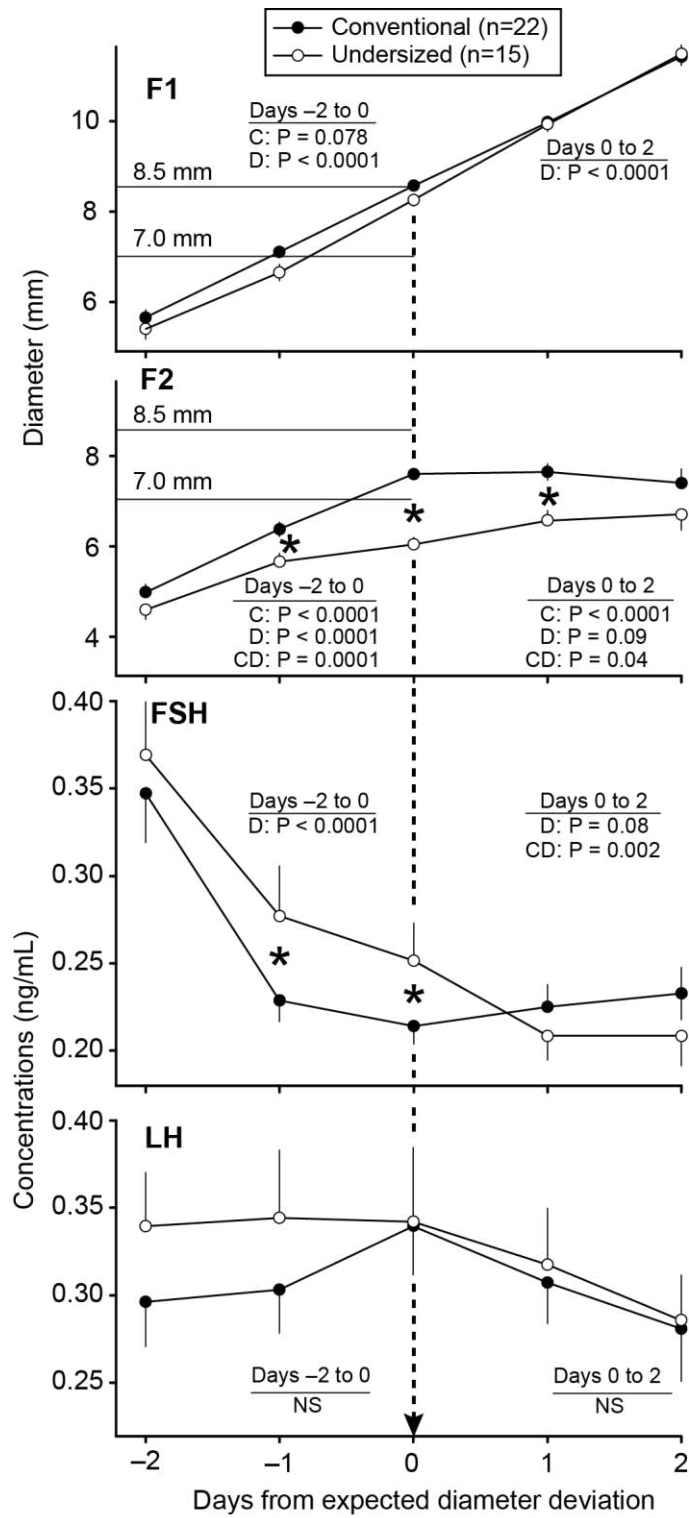 Conventional (n=22)
Undersized (n=15)
F1
Days –2 to 0
C: P = 0.078
D: P < 0.0001
Days 0 to 2
D: P < 0.0001
8.5 mm
7.0 mm
10
8
6
Diameter (mm)
F2
8.5 mm
7.0 mm
8
6
4
*
*
*
Days –2 to 0
C: P < 0.0001
D: P < 0.0001
CD: P = 0.0001
Days 0 to 2
C: P < 0.0001
D: P = 0.09
CD: P = 0.04
FSH
0.40
0.35
0.30
0.25
0.20
Days –2 to 0
D: P < 0.0001
Days 0 to 2
D: P = 0.08
CD: P = 0.002
*
*
Concentrations (ng/mL)
LH
0.40
0.35
0.30
0.25
Days –2 to 0
NS
Days 0 to 2
NS
–2 –1 0 1 2
Days from expected diameter deviation